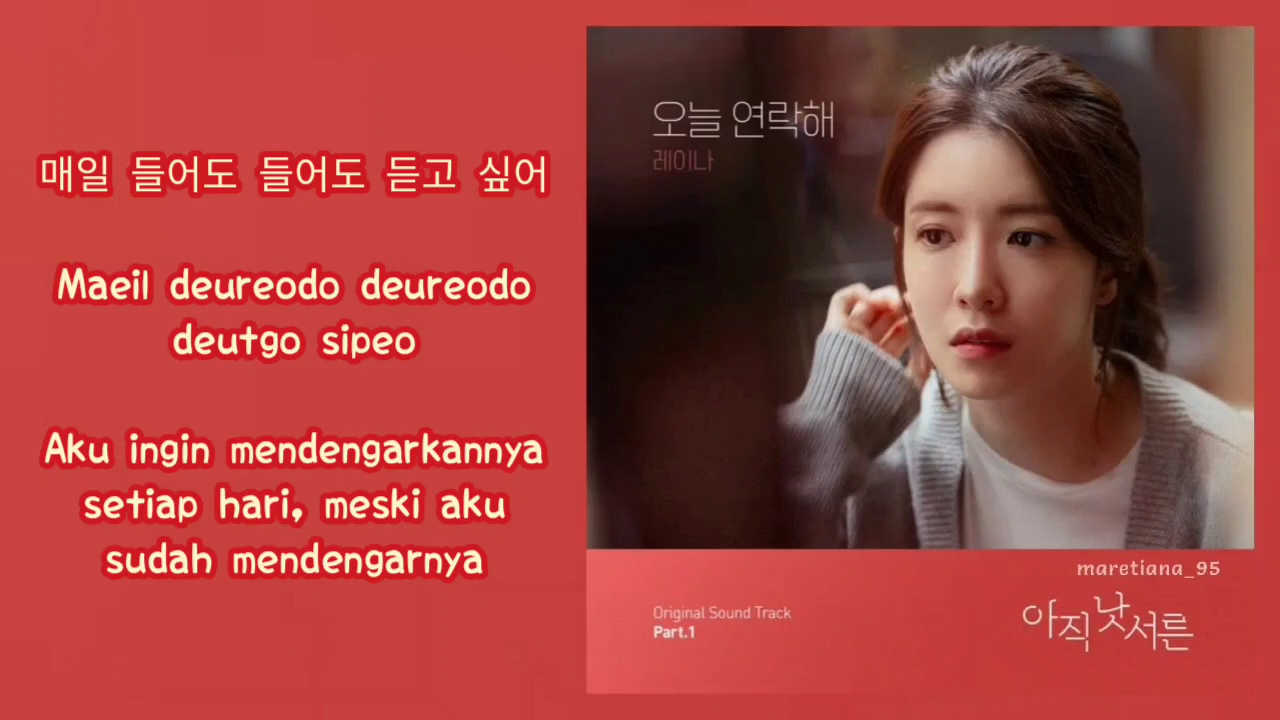 매일 들어도 들어도 듣고 싶어
Maeil deureodo deureodo
deutgo sipeo
Aku ingin mendengarkannya
setiap hari, meski aku
sudah mendengarnya
오늘 연락해
레이나
maretiana_95
Original Sound Track
Part.1
아직 낫서른